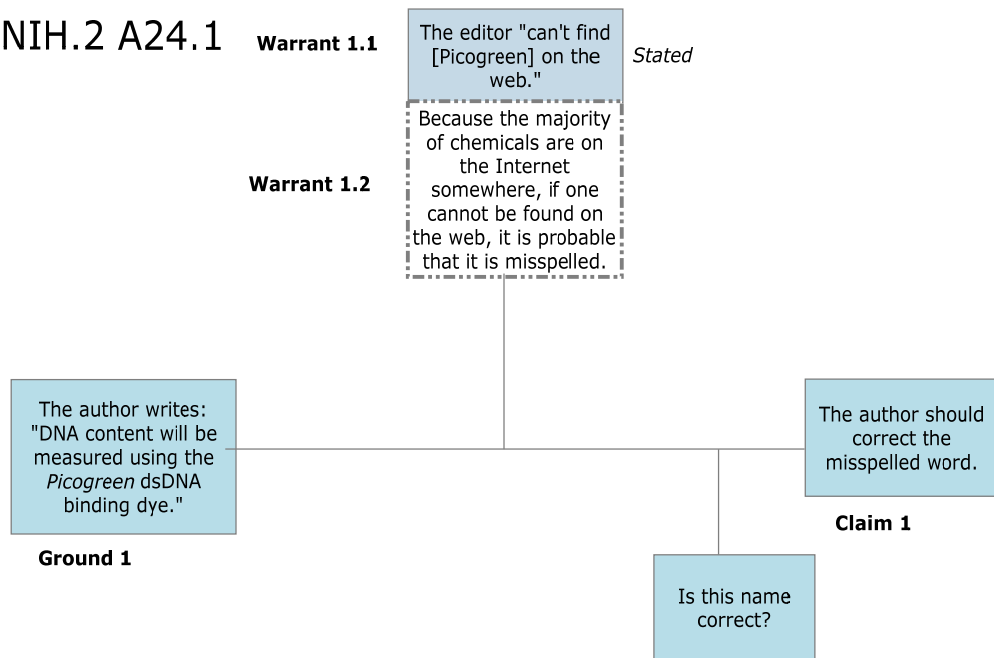 NIH.2 A24.1
Warrant 1.1
The editor "can't find
[Picogreen] on the
web."
Stated
Because the majority
of chemicals are on
the Internet
somewhere, if one
cannot be found on
the web, it is probable
that it is misspelled.
Warrant 1.2
The author writes:
"DNA content will be
measured using the
Picogreen dsDNA
binding dye."
Ground 1
The author should
correct the
misspelled word.
Claim 1
Is this name
correct?